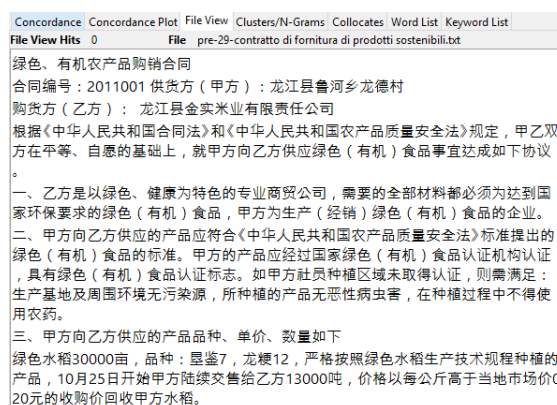 Concordance Concordance Plot File View Clusters/N-Grams Collocates Word List Keyword List
File View Hits 0 File pre-29-contratto di fornitura di prodotti sostenibili.txt
绿色、有机农产品购销合同
合同编号：2011001 供货方（甲方）：龙江县鲁河乡龙德村
购货方（乙方）： 龙江县金实米业有限责任公司
根据《中华人民共和国合同法》和《中华人民共和国农产品质量安全法》规定，甲乙双
方在平等、自愿的基础上，就甲方向乙方供应绿色（有机）食品事宜达成如下协议
。
一、乙方是以绿色、健康为特色的专业商贸公司，需要的全部材料都必须为达到国
家环保要求的绿色（有机）食品，甲方为生产（经销）绿色（有机）食品的企业。
二、甲方向乙方供应的产品应符合《中华人民共和国农产品质量安全法》标准提出的
绿色（有机）食品的标准。甲方的产品应经过国家绿色（有机）食品认证机构认证
，具有绿色（有机）食品认证标志。如甲方社员种植区域未取得认证，则需满足：
生产基地及周围环境无污染源，所种植的产品无恶性病虫害，在种植过程中不得使
用农药。
三、甲方向乙方供应的产品品种、单价、数量如下
绿色水稻30000亩，品种：垦鉴7，龙粳12，严格按照绿色水稻生产技术规程种植的
产品，10月25日开始甲方陆续交售给乙方13000吨，价格以每公斤高于当地市场价0
20元的收购价回收甲方水稻。